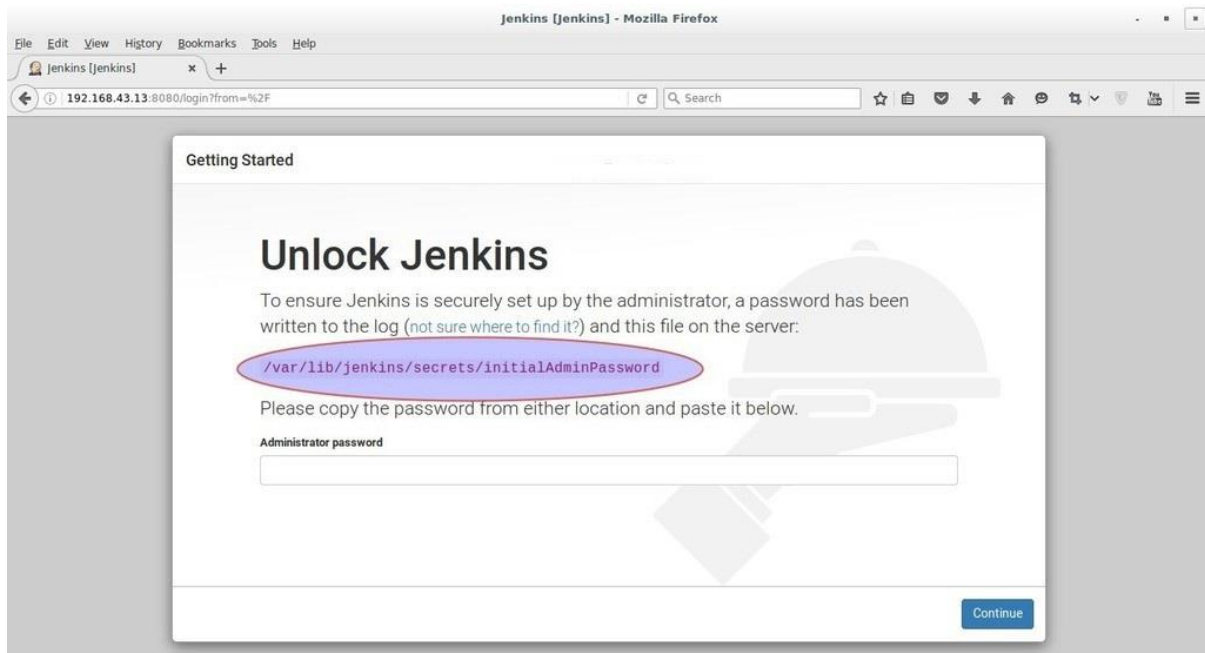 Jenkins [Jenkins] - Mozilla Firefox
File Edit View History Bookmarks Tools Help
Jenkins [Jenkins]
192.168.43.13:8080/login?from=%2F
Search
Getting Started
Unlock Jenkins
To ensure Jenkins is securely set up by the administrator, a password has been
written to the log (not sure where to find it?) and this file on the server:
/var/lib/jenkins/secrets/initialAdminPassword
Please copy the password from either location and paste it below.
Administrator password
Continue